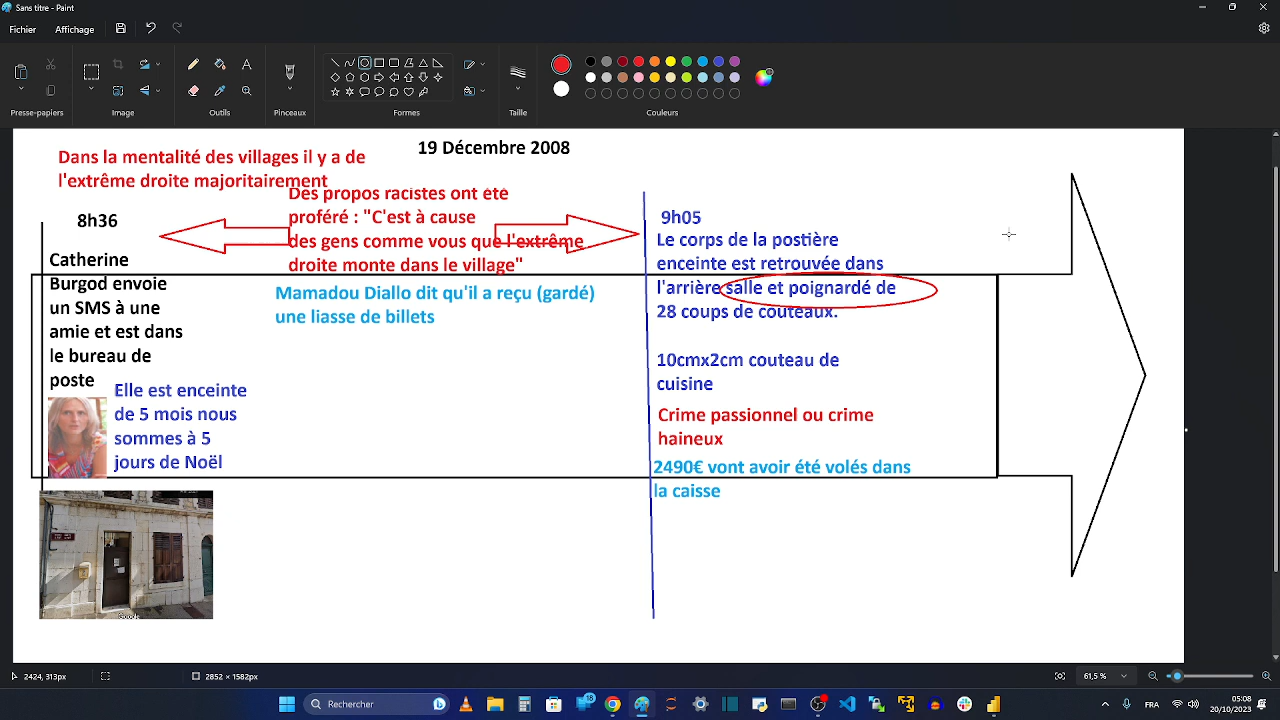 Sans titre - Paint
Fichier
Affichage
Presse-papiers
Image
Outils
Pinceaux
Formes
Taille
Couleurs
19 Décembre 2008
Dans la mentalité des villages il y a de
l'extrême droite majoritairement
Des propos racistes ont été
proféré : "C'est à cause
des gens comme vous que l'extrême
droite monte dans le village"
8h36
Catherine
Burgod envoie
un SMS à une
amie et est dans
le bureau de
poste
Elle est enceinte
de 5 mois nous
sommes à 5
jours de Noël
Mamadou Diallo dit qu'il a reçu (gardé)
une liasse de billets
9h05
Le corps de la postière
enceinte est retrouvée dans
l'arrière salle et poignardé de
28 coups de couteaux.
10cmx2cm couteau de
cuisine
Crime passionnel ou crime
haineux
2490€ vont avoir été volés dans
la caisse
Google
2424, 313px
2852 × 1582px
61,5 %
Rechercher
18
FRA
05:08
20/10/2023